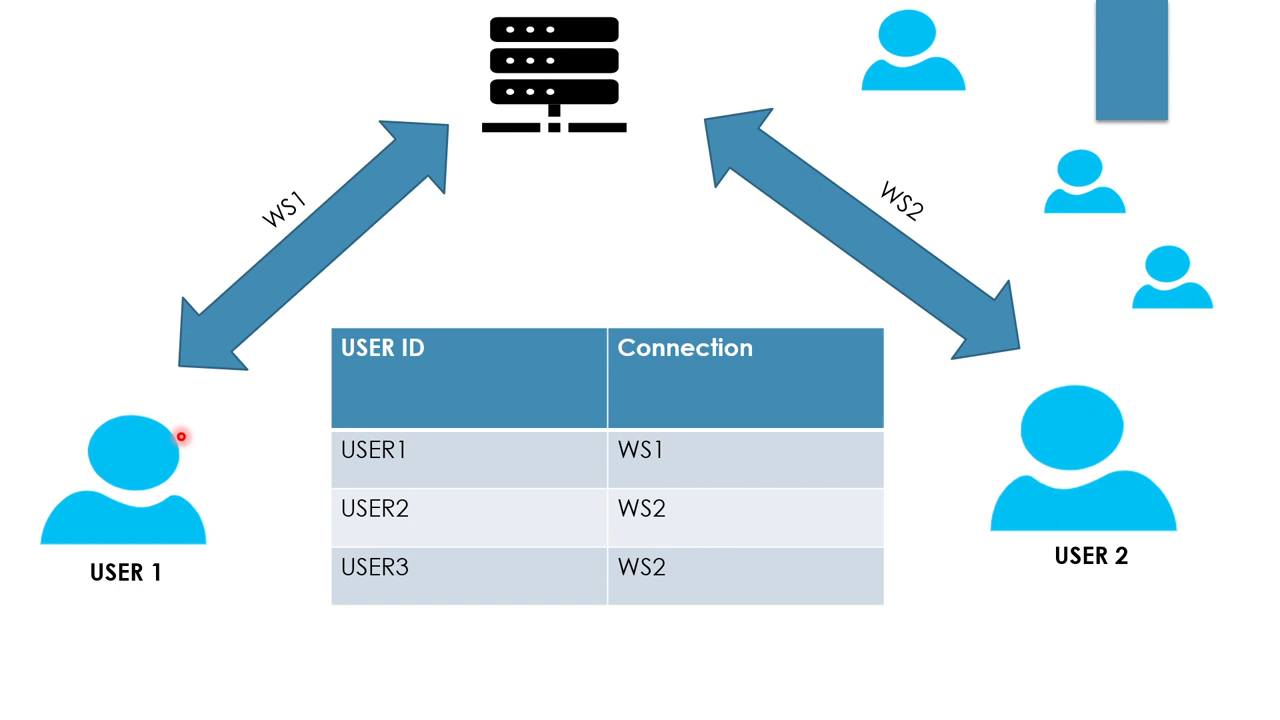 WS1
WS2
USER ID
Connection
USER1
WS1
USER2
WS2
USER3
WS2
USER 1
USER 2